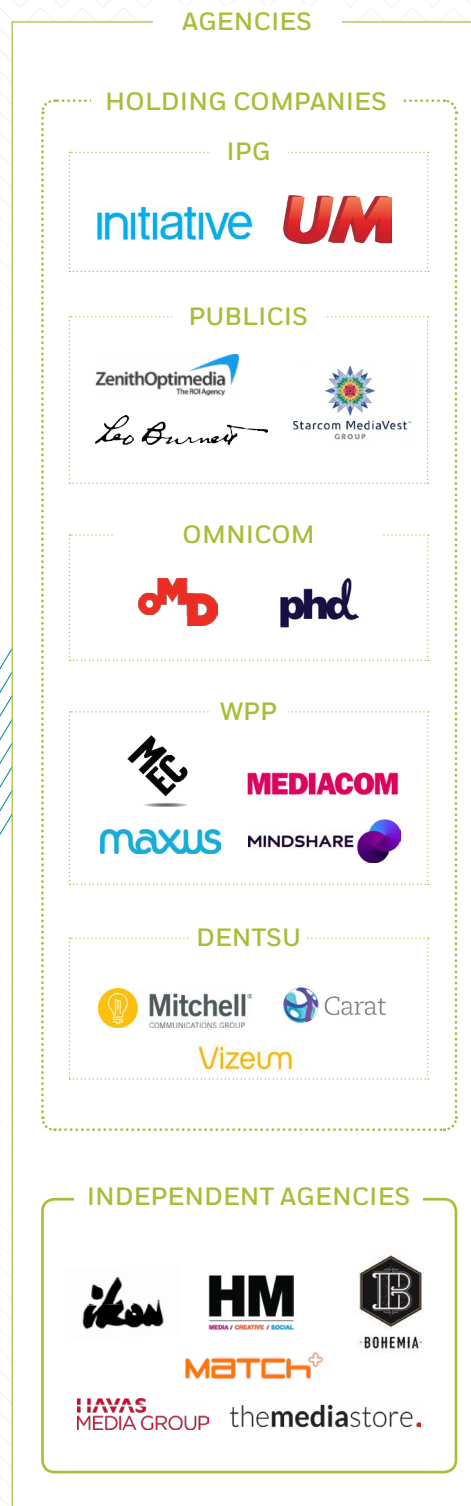 AGENCIES
HOLDING COMPANIES
IPG
initiative
UM
PUBLICIS
ZenithOptimedia
The ROI Agency
Leo Burnett
Starcom MediaVest
GROUP
OMNICOM
OMD
phd
WPP
MEC
MEDIACOM
maxus
MINDSHARE
DENTSU
Mitchell
COMMUNICATIONS GROUP
Carat
Vizeum
INDEPENDENT AGENCIES
ikon
HM
MEDIA / CREATIVE / SOCIAL
B
BOHEMIA
MATCH+
HAVAS
MEDIA GROUP
themediastore.